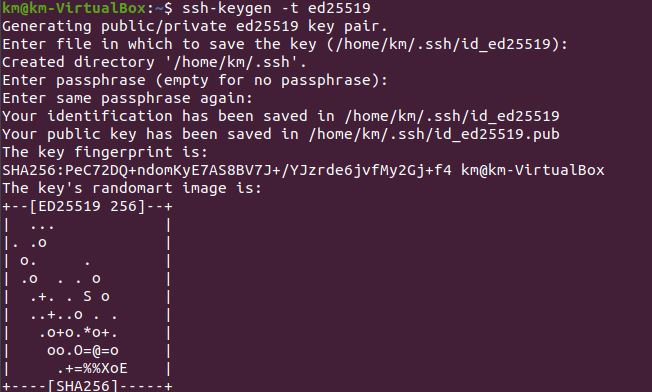 km@km-VirtualBox:~$ ssh-keygen -t ed25519
Generating public/private ed25519 key pair.
Enter file in which to save the key (/home/km/.ssh/id_ed25519):
Created directory '/home/km/.ssh'.
Enter passphrase (empty for no passphrase):
Enter same passphrase again:
Your identification has been saved in /home/km/.ssh/id_ed25519
Your public key has been saved in /home/km/.ssh/id_ed25519.pub
The key fingerprint is:
SHA256:PeC72DQ+ndomKyE7AS8BV7J+/YJzrde6jvfMy2Gj+f4 km@km-VirtualBox
The key's randomart image is:
+--[ED25519 256]--+
|  ...            |
|. .o             |
| o.     .        |
| .o  . . o       |
|  .+. . S o      |
|  ..+..o . .     |
|   .o+o.*o+.     |
|    oo.O=@=o     |
|     .+=%%XoE    |
+----[SHA256]-----+